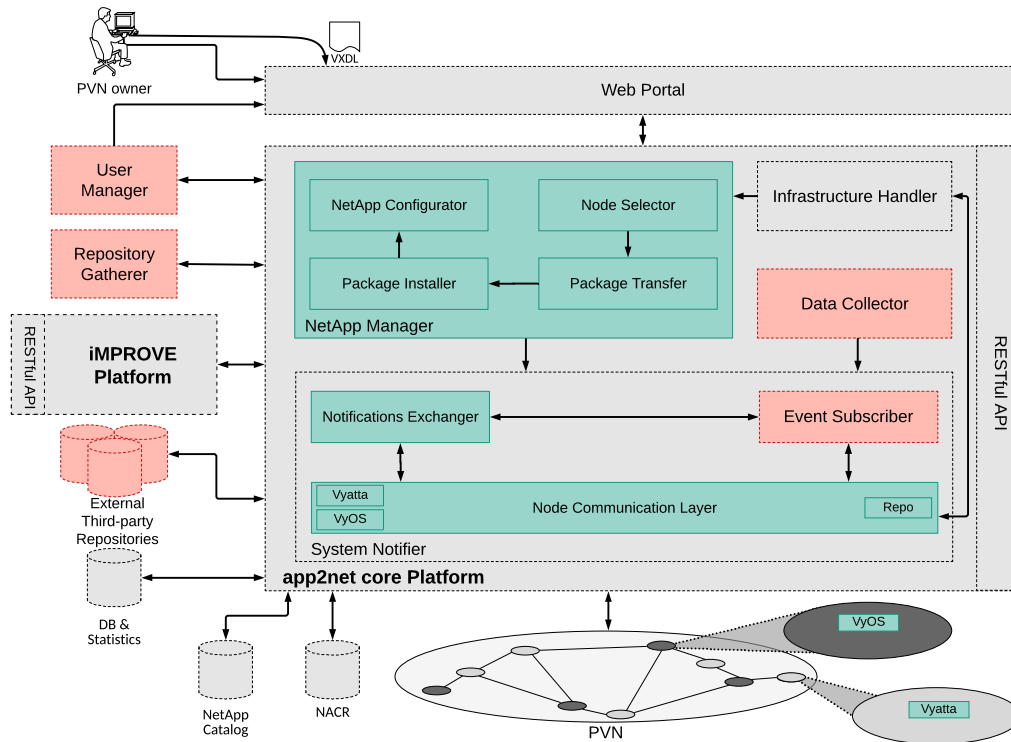 PVN owner
VXDL
Web Portal
User
Manager
Repository
Gatherer
RESTful API
iMPROVE
Platform
External
Third-party
Repositories
DB &
Statistics
NetApp
Catalog
NACR
NetApp Configurator
Node Selector
Package Installer
Package Transfer
NetApp Manager
Infrastructure Handler
Data Collector
Notifications Exchanger
Event Subscriber
Vyatta
VyOS
Node Communication Layer
Repo
System Notifier
app2net core Platform
RESTful API
PVN
VyOS
Vyatta